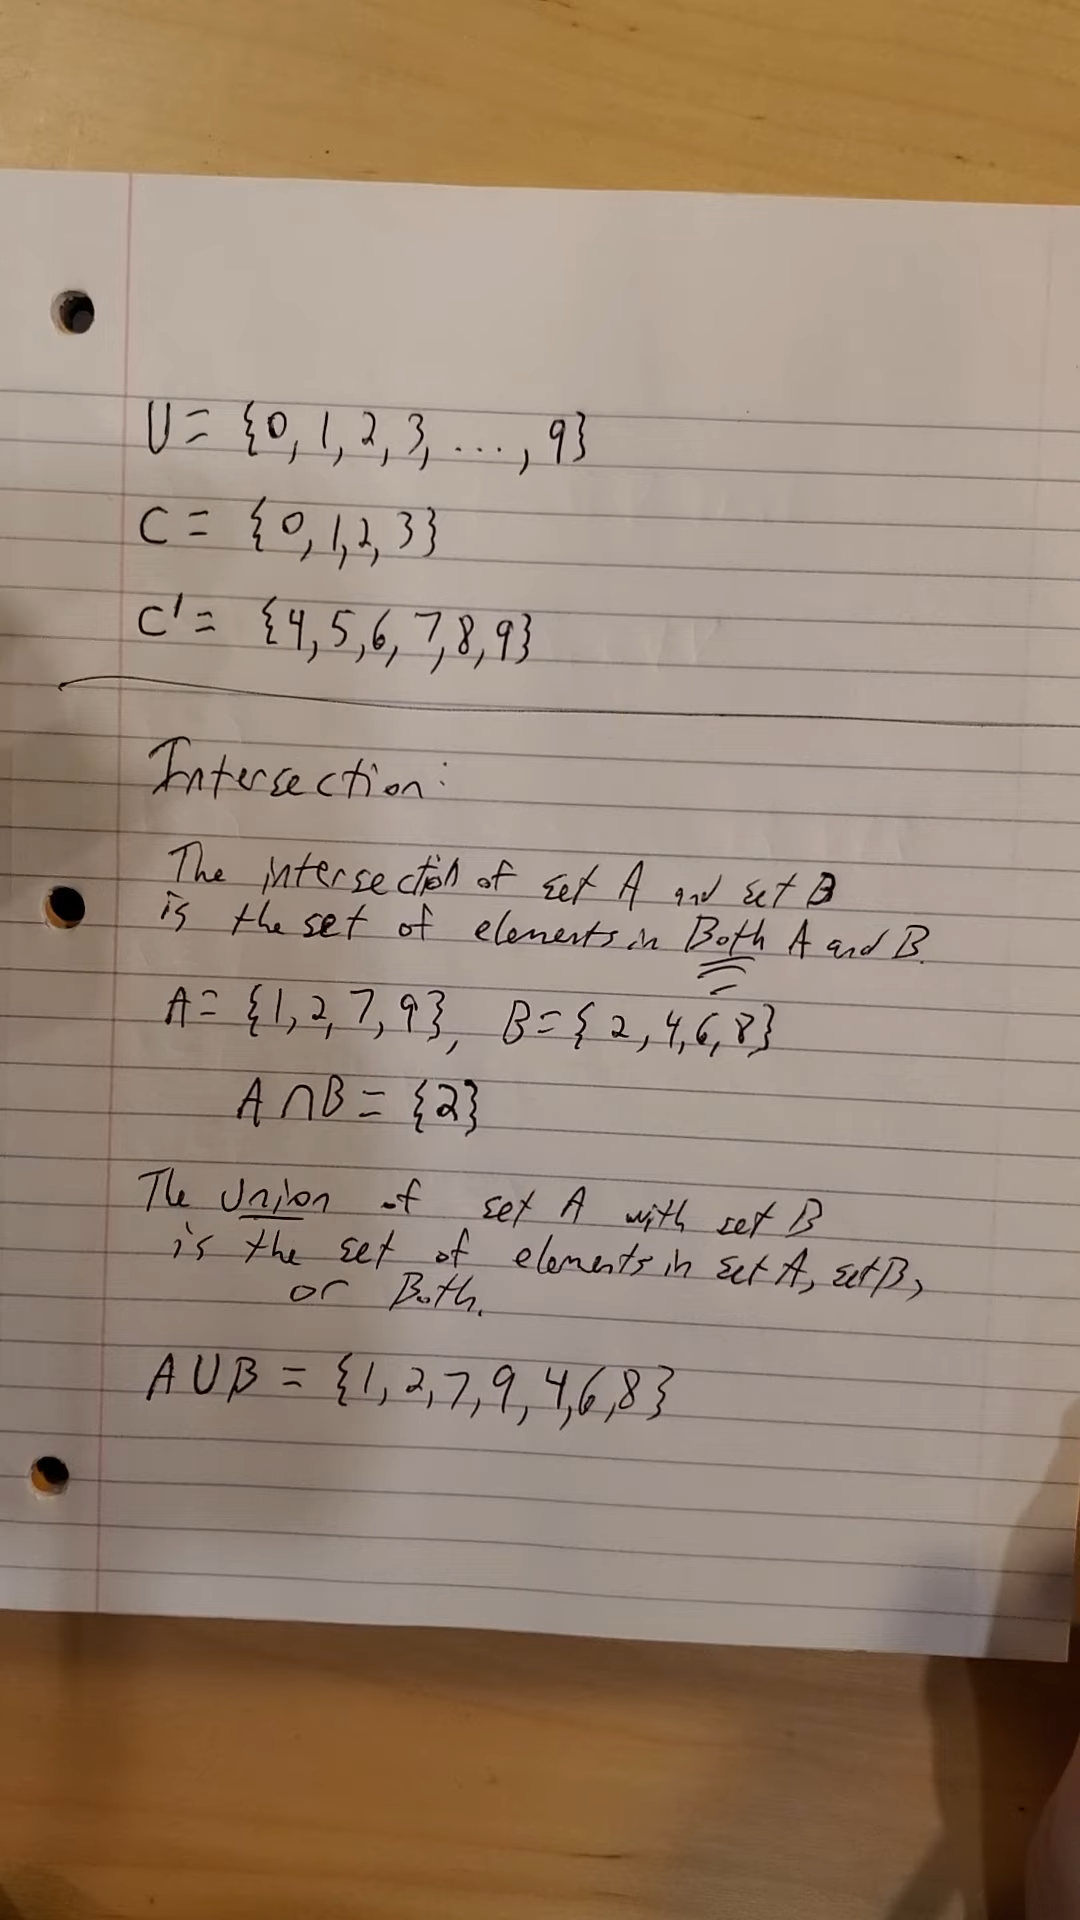 U = {0, 1, 2, 3, ..., 9}
C = {0, 1, 2, 3}
C' = {4, 5, 6, 7, 8, 9}
Intersection:
The intersection of set A and set B
is the set of elements in Both A and B.
A = {1, 2, 7, 9}, B = {2, 4, 6, 8}
A ∩ B = {2}
The Union of set A with set B
is the set of elements in set A, set B,
or Both.
A ∪ B = {1, 2, 7, 9, 4, 6, 8}